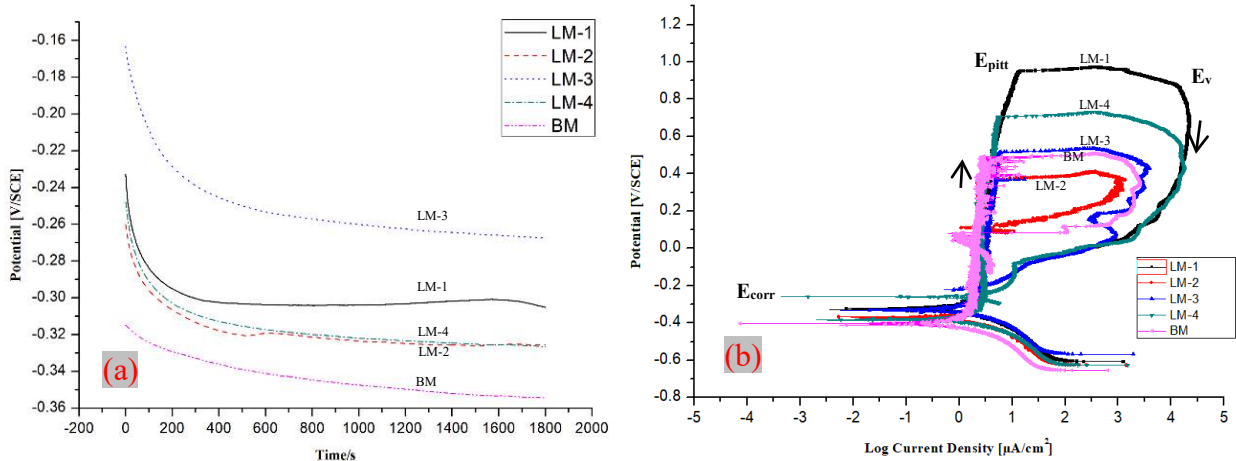 -0.16
-0.18
-0.20
-0.22
-0.24
-0.26
-0.28
-0.30
-0.32
-0.34
-0.36
Potential [V/SCE]
-200 0 200 400 600 800 1000 1200 1400 1600 1800 2000
Time/s
LM-1
LM-2
LM-3
LM-4
BM
LM-3
LM-1
LM-4
LM-2
BM
(a)
1.2
1.0
0.8
0.6
0.4
0.2
0.0
-0.2
-0.4
-0.6
-0.8
Potential [V/SCE]
-5 -4 -3 -2 -1 0 1 2 3 4 5
Log Current Density [μA/cm²]
Epitt
LM-1
Ev
LM-4
LM-3
BM
LM-2
Ecorr
LM-1
LM-2
LM-3
LM-4
BM
(b)